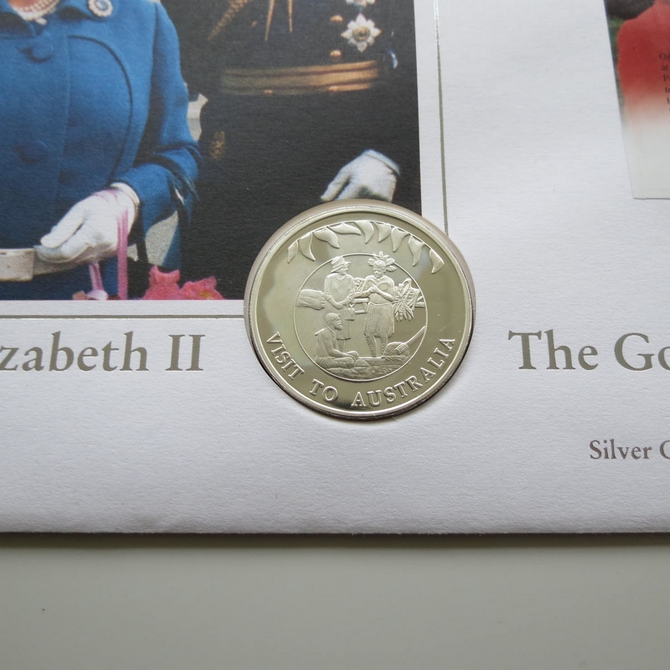 zabeth II
VISIT TO AUSTRALIA
The Go
Silver